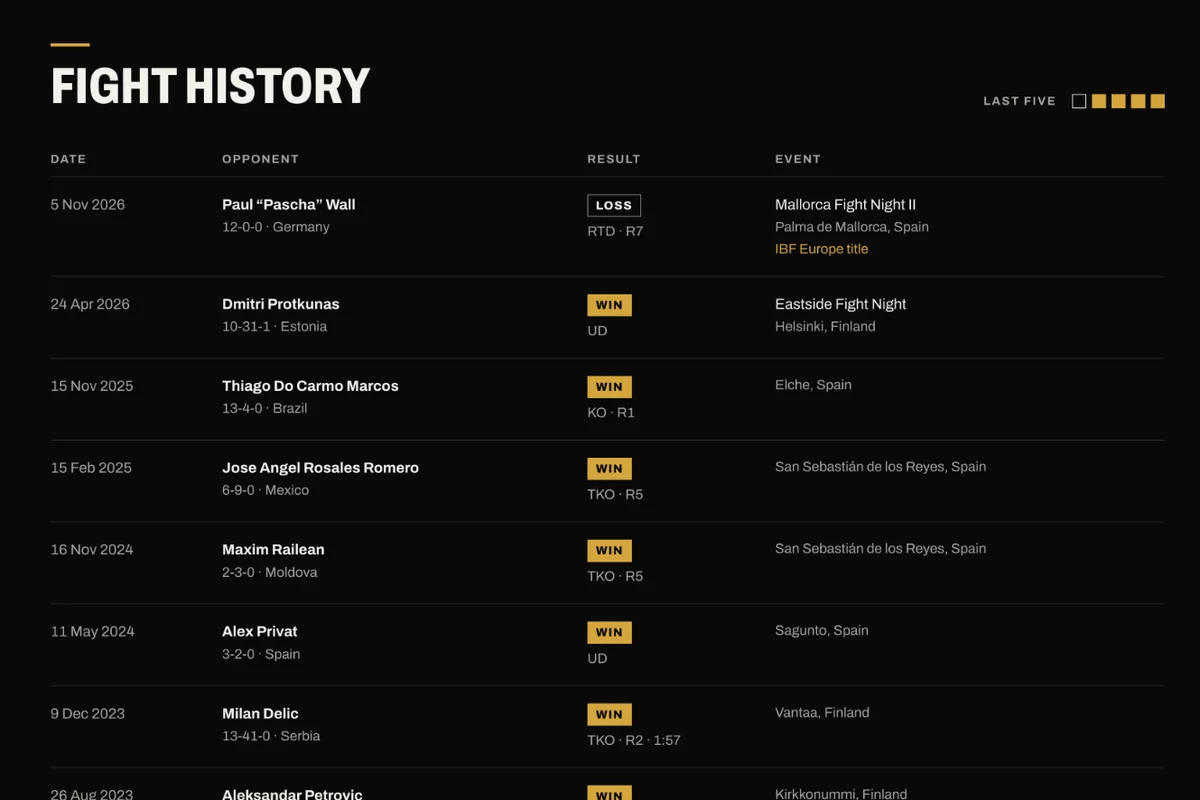 FIGHT HISTORY
LAST FIVE
DATE OPPONENT RESULT EVENT
5 Nov 2026 Paul “Pascha” Wall LOSS Mallorca Fight Night II
12-0-0 · Germany RTD · R7 Palma de Mallorca, Spain
IBF Europe title
24 Apr 2026 Dmitri Protkunas WIN Eastside Fight Night
10-31-1 · Estonia UD Helsinki, Finland
15 Nov 2025 Thiago Do Carmo Marcos WIN Elche, Spain
13-4-0 · Brazil KO · R1
15 Feb 2025 Jose Angel Rosales Romero WIN San Sebastián de los Reyes, Spain
6-9-0 · Mexico TKO · R5
16 Nov 2024 Maxim Railean WIN San Sebastián de los Reyes, Spain
2-3-0 · Moldova TKO · R5
11 May 2024 Alex Privat WIN Sagunto, Spain
3-2-0 · Spain UD
9 Dec 2023 Milan Delic WIN Vantaa, Finland
13-41-0 · Serbia TKO · R2 · 1:57
26 Aug 2023 Aleksandar Petrovic WIN Kirkkonummi, Finland